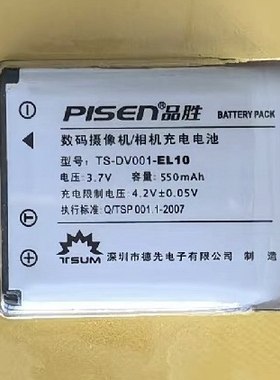 PISEN品胜 BATTERY PACK
数码摄像机/相机充电电池
型号: TS-DV001-EL10
电压: 3.7V 容量: 550mAh
充电限制电压: 4.2V±0.05V
执行标准: Q/TSP 001.1-2007
TSUM 深圳市德先电子有限公司 制造